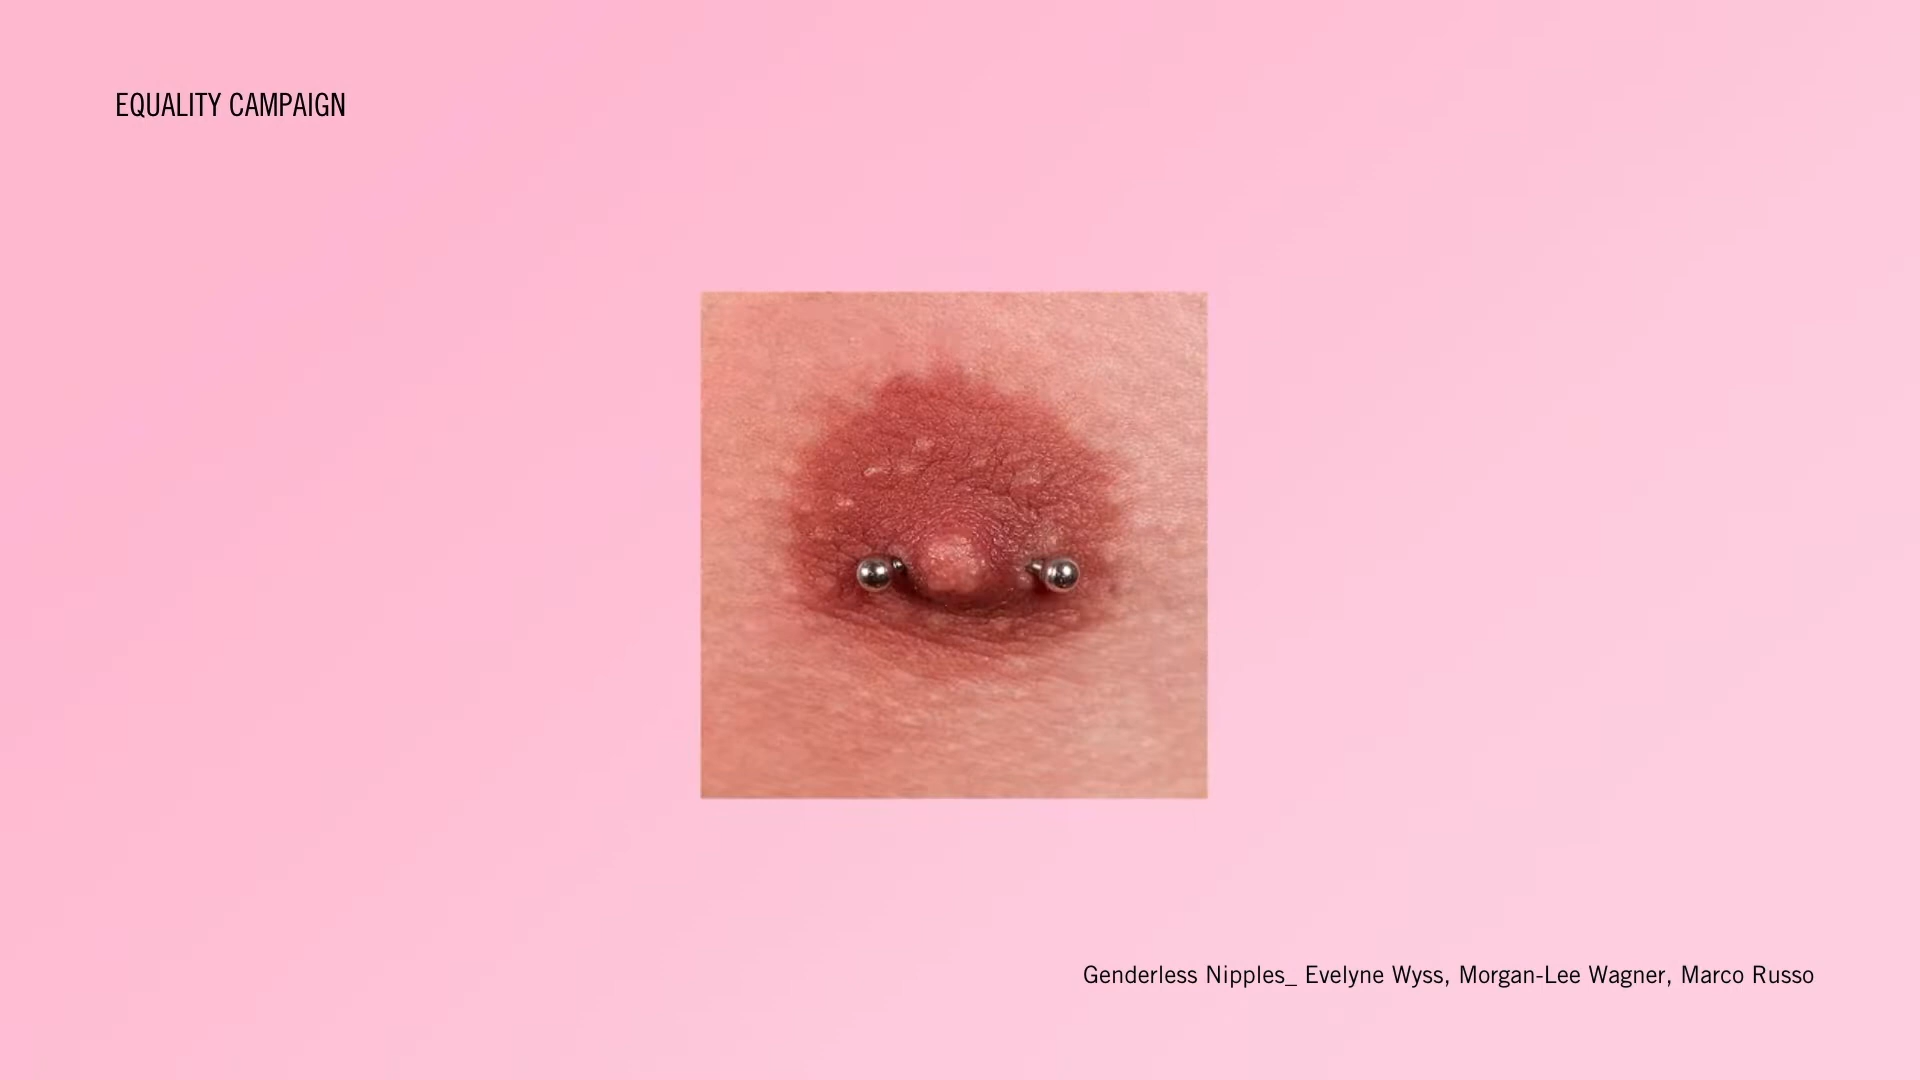 EQUALITY CAMPAIGN
Genderless Nipples_ Evelyne Wyss, Morgan-Lee Wagner, Marco Russo